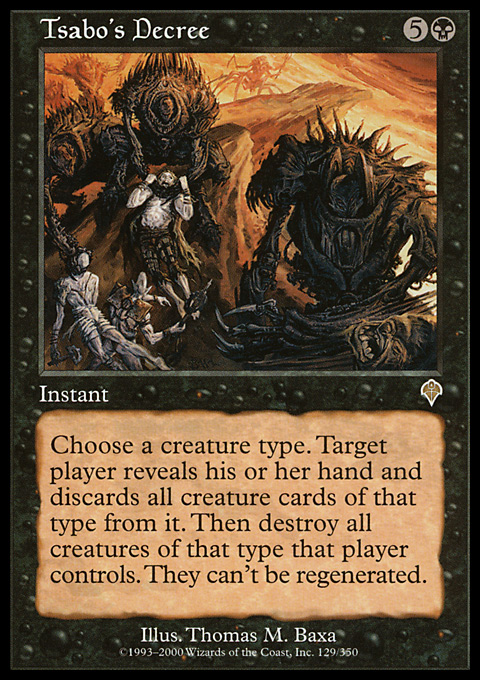 Tsabo's Decree 5
Instant
Choose a creature type. Target
player reveals his or her hand and
discards all creature cards of that
type from it. Then destroy all
creatures of that type that player
controls. They can't be regenerated.
Illus. Thomas M. Baxa
©1993–2000 Wizards of the Coast, Inc. 129/350